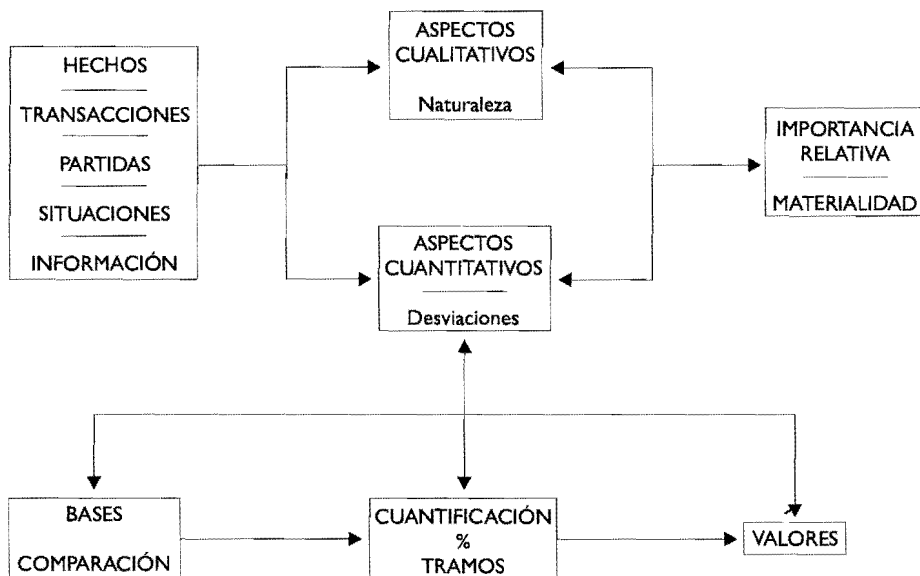 HECHOS
TRANSACCIONES
PARTIDAS
SITUACIONES
INFORMACIÓN
ASPECTOS
CUALITATIVOS
Naturaleza
ASPECTOS
CUANTITATIVOS
Desviaciones
IMPORTANCIA
RELATIVA
MATERIALIDAD
BASES
COMPARACIÓN
CUANTIFICACIÓN
%
TRAMOS
VALORES